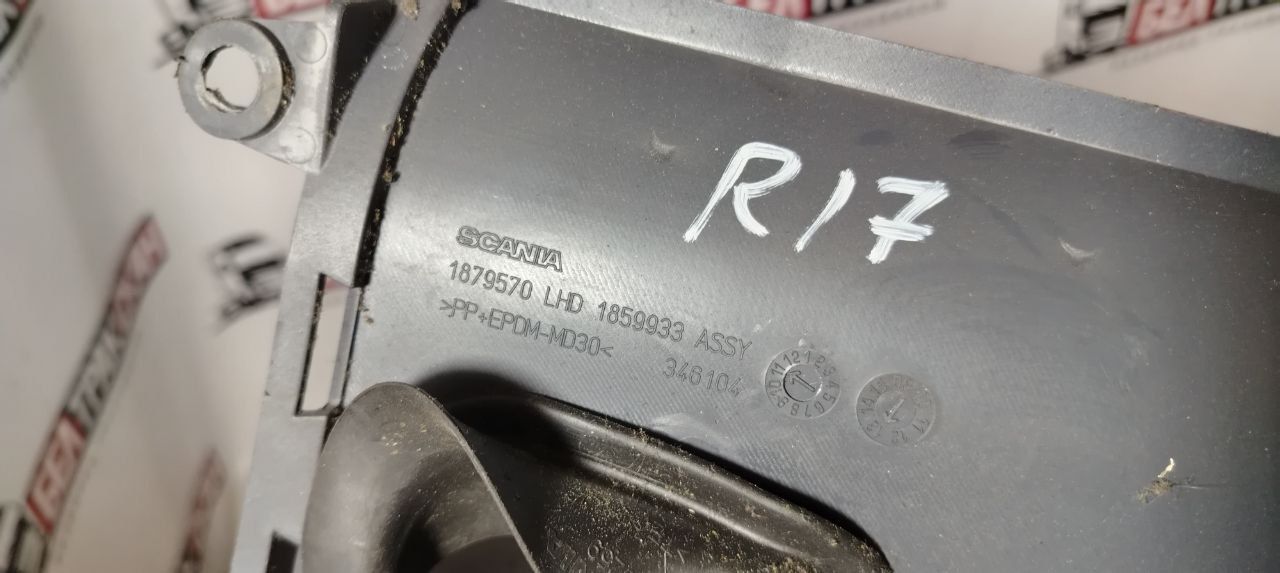 R17
SCANIA
1879570 LHD 1859933 ASSY
>PP+EPDM-MD30<
346104